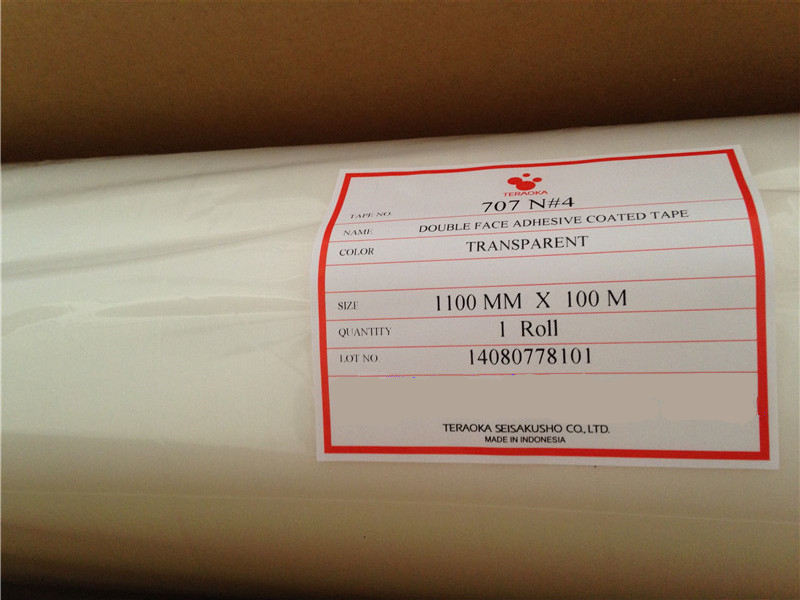 TERAOKA
TAPE NO. 707 N#4
NAME DOUBLE FACE ADHESIVE COATED TAPE
COLOR TRANSPARENT
SIZE 1100 MM X 100 M
QUANTITY 1 Roll
LOT NO 14080778101
TERAOKA SEISAKUSHO CO., LTD.
MADE IN INDONESIA